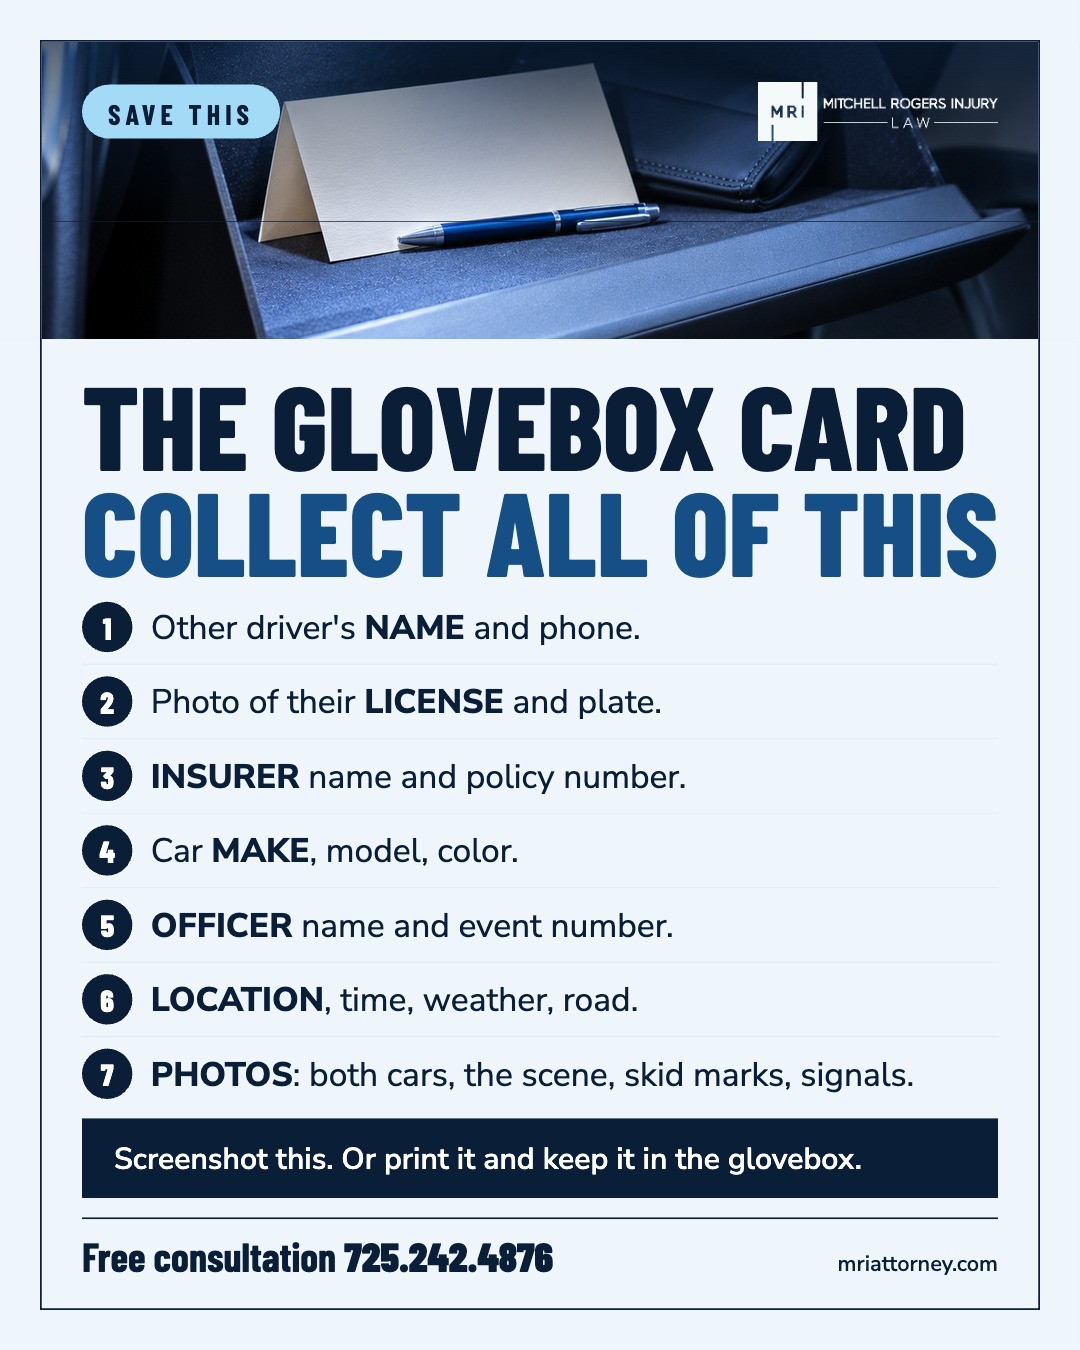 SAVE THIS
MRI
MITCHELL ROGERS INJURY
LAW
THE GLOVEBOX CARD
COLLECT ALL OF THIS
1 Other driver's NAME and phone.
2 Photo of their LICENSE and plate.
3 INSURER name and policy number.
4 Car MAKE, model, color.
5 OFFICER name and event number.
6 LOCATION, time, weather, road.
7 PHOTOS: both cars, the scene, skid marks, signals.
Screenshot this. Or print it and keep it in the glovebox.
Free consultation 725.242.4876
mriattorney.com